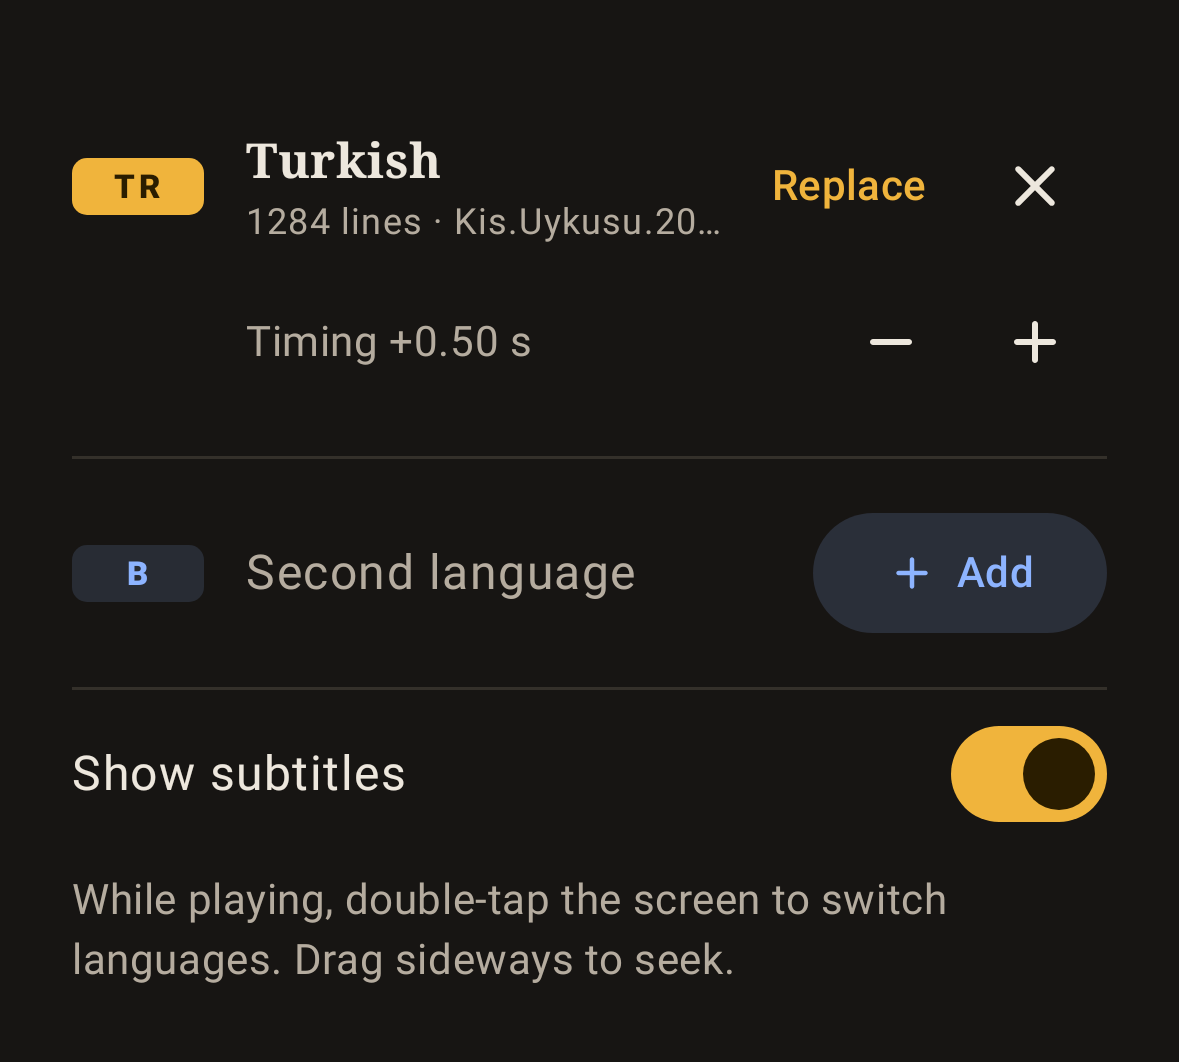 TR
Turkish
Replace
1284 lines · Kis.Uykusu.20…
Timing +0.50 s
B
Second language
Add
Show subtitles
While playing, double-tap the screen to switch
languages. Drag sideways to seek.